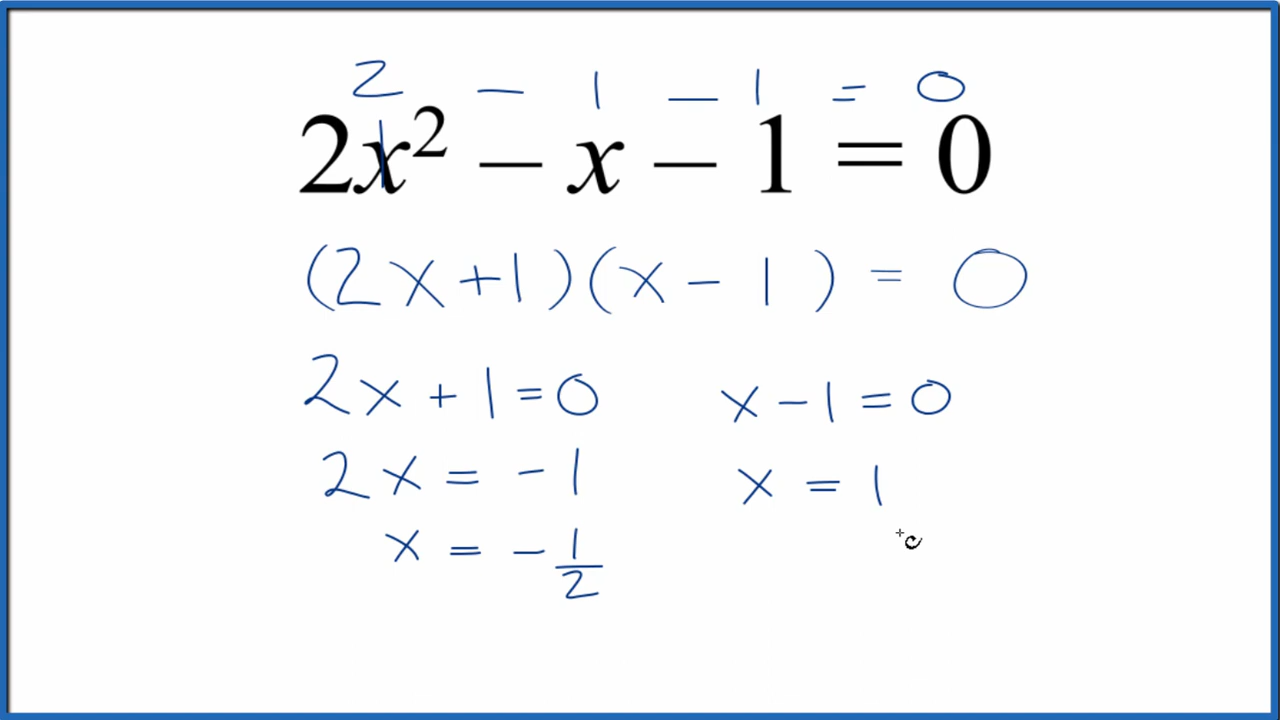 2 − 1 − 1 = 0
2x² − x − 1 = 0
(2x+1)(x − 1) = 0
2x + 1 = 0 x − 1 = 0
2x = −1 x = 1
x = −1/2